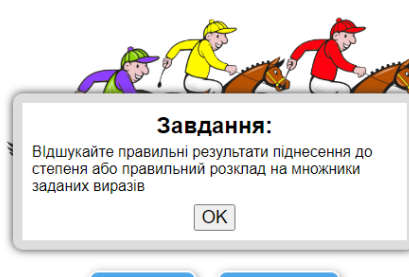 Завдання:
Відшукайте правильні результати піднесення до
степеня або правильний розклад на множники
заданих виразів
OK